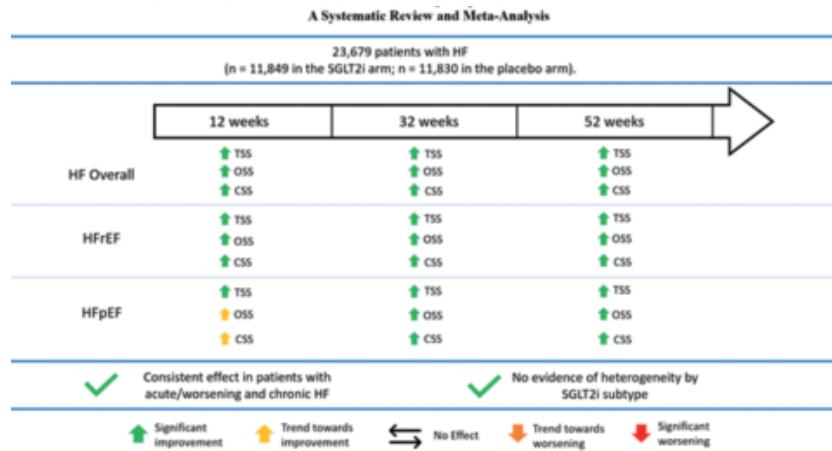 A Systematic Review and Meta-Analysis
23,679 patients with HF
(n = 11,849 in the SGLT2i arm; n = 11,830 in the placebo arm).
12 weeks 32 weeks 52 weeks
HF Overall
TSS TSS TSS
OSS OSS OSS
CSS CSS CSS
HFrEF
TSS TSS TSS
OSS OSS OSS
CSS CSS CSS
HFpEF
TSS TSS TSS
OSS OSS OSS
CSS CSS CSS
Consistent effect in patients with
acute/worsening and chronic HF
No evidence of heterogeneity by
SGLT2i subtype
Significant
improvement
Trend towards
improvement
No Effect
Trend towards
worsening
Significant
worsening